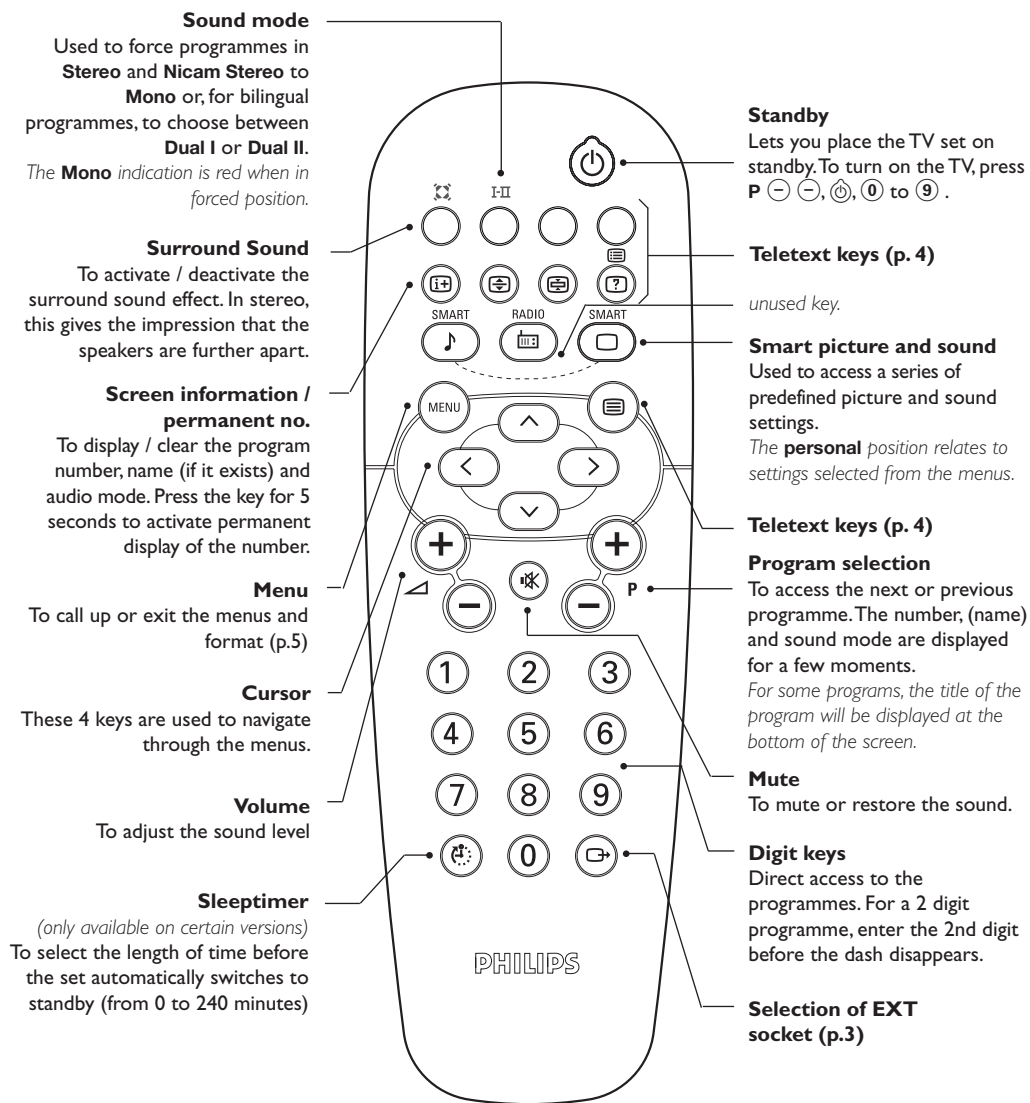 Sound mode
Used to force programmes in
Stereo and Nicam Stereo to
Mono or, for bilingual
programmes, to choose between
Dual I or Dual II.
The Mono indication is red when in
forced position.
Surround Sound
To activate / deactivate the
surround sound effect. In stereo,
this gives the impression that the
speakers are further apart.
Screen information /
permanent no.
To display / clear the program
number, name (if it exists) and
audio mode. Press the key for 5
seconds to activate permanent
display of the number.
Menu
To call up or exit the menus and
format (p.5)
Cursor
These 4 keys are used to navigate
through the menus.
Volume
To adjust the sound level
Sleeptimer
(only available on certain versions)
To select the length of time before
the set automatically switches to
standby (from 0 to 240 minutes)
I-II
i+
?
SMART RADIO SMART
MENU
+ +
- - P
1 2 3
4 5 6
7 8 9
0
PHILIPS
Standby
Lets you place the TV set on
standby. To turn on the TV, press
P - -, ⏻, 0 to 9 .
Teletext keys (p. 4)
unused key.
Smart picture and sound
Used to access a series of
predefined picture and sound
settings.
The personal position relates to
settings selected from the menus.
Teletext keys (p. 4)
Program selection
To access the next or previous
programme. The number, (name)
and sound mode are displayed
for a few moments.
For some programs, the title of the
program will be displayed at the
bottom of the screen.
Mute
To mute or restore the sound.
Digit keys
Direct access to the
programmes. For a 2 digit
programme, enter the 2nd digit
before the dash disappears.
Selection of EXT
socket (p.3)